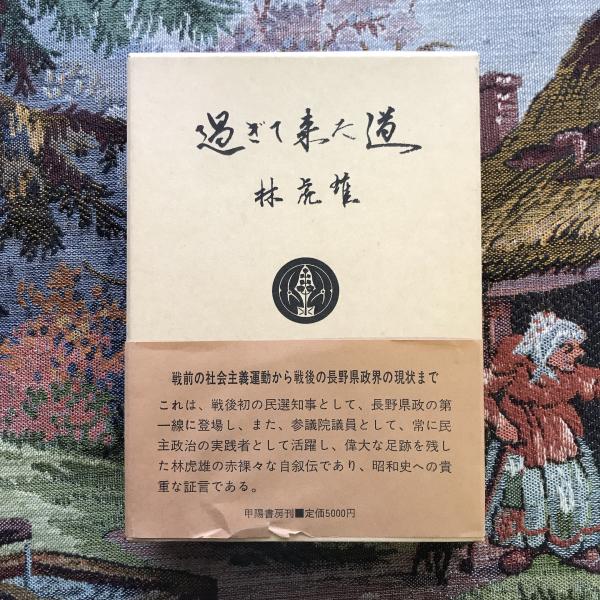 過ぎて来た道
林虎雄
戦前の社会主義運動から戦後の長野県政界の現状まで
これは、戦後初の民選知事として、長野県政の第
一線に登場し、また、参議院議員として、常に民
主政治の実践者として活躍し、偉大な足跡を残し
た林虎雄の赤裸々な自叙伝であり、昭和史への貴
重な証言である。
甲陽書房刊■定価5000円